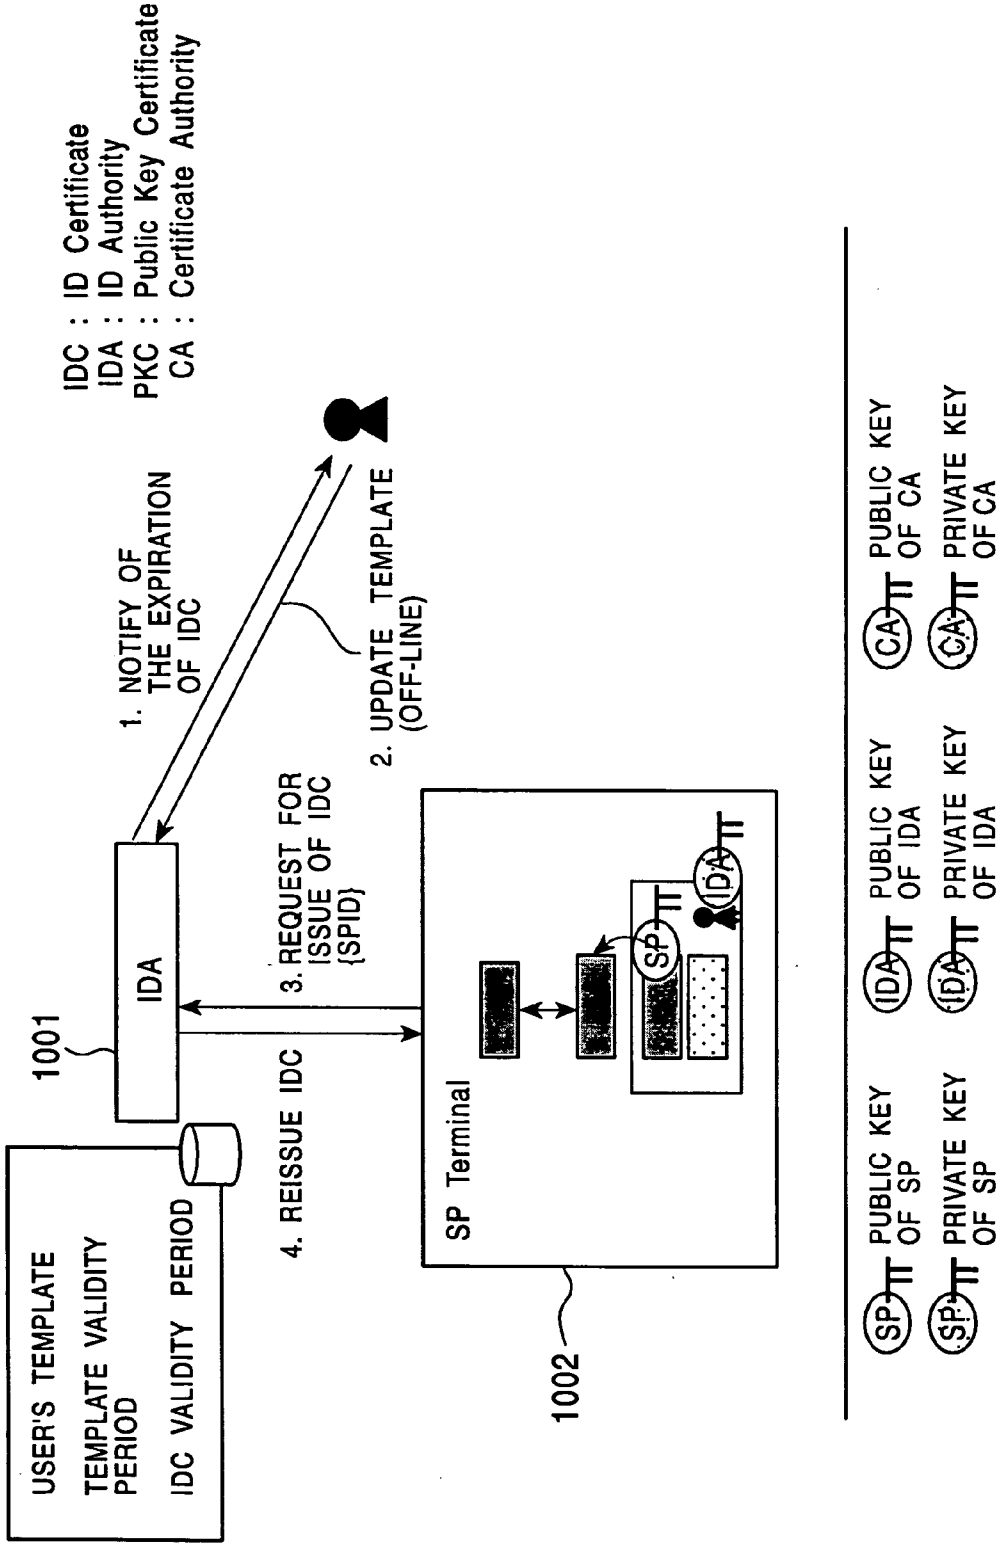 IDC : ID Certificate
IDA : ID Authority
PKC : Public Key Certificate
CA : Certificate Authority
USER'S TEMPLATE
TEMPLATE VALIDITY
PERIOD
IDC VALIDITY PERIOD
1001
IDA
1. NOTIFY OF
THE EXPIRATION
OF IDC
2. UPDATE TEMPLATE
(OFF-LINE)
3. REQUEST FOR
ISSUE OF IDC
{SPID}
4. REISSUE IDC
1002
SP Terminal
SP
IDA
SP PUBLIC KEY
OF SP
IDA PUBLIC KEY
OF IDA
CA PUBLIC KEY
OF CA
SP PRIVATE KEY
OF SP
IDA PRIVATE KEY
OF IDA
CA PRIVATE KEY
OF CA